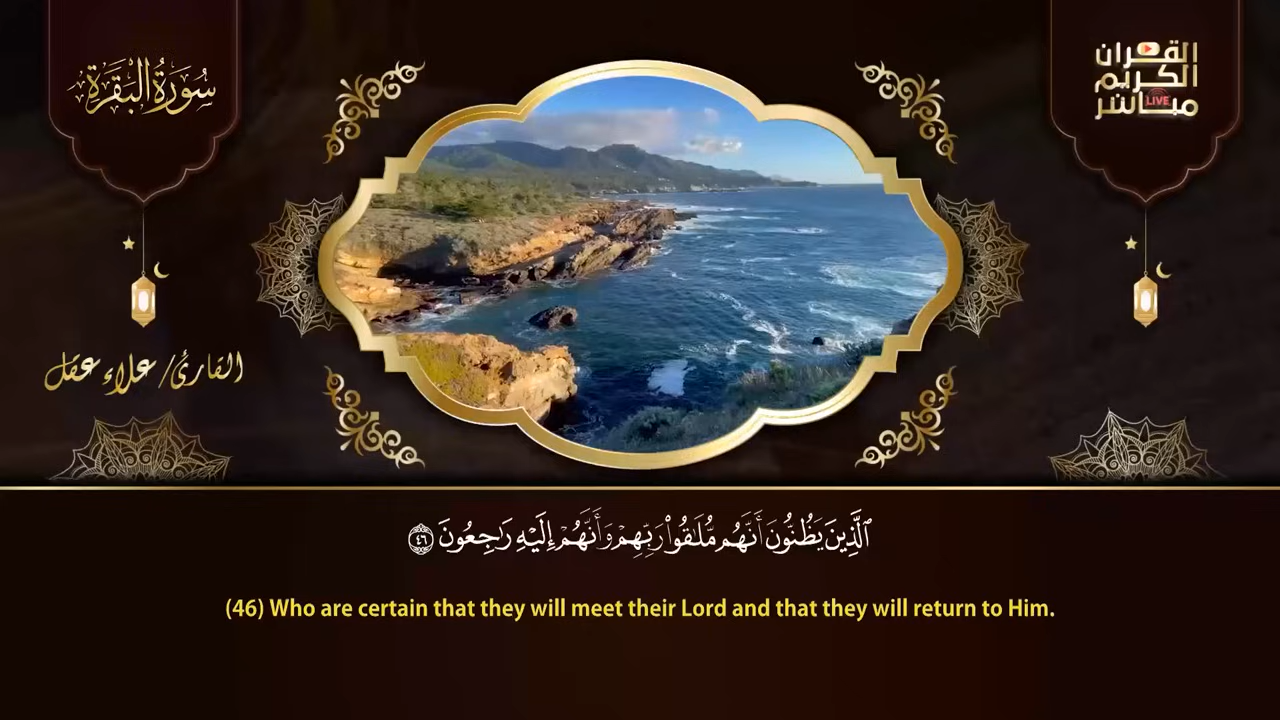 سُورَةُ البَقَرَةِ
القرآن
الكريم
LIVE
مباشر
القارئ/ علاء عقل
ٱلَّذِينَ يَظُنُّونَ أَنَّهُم مُّلَٰقُوا۟ رَبِّهِمْ وَأَنَّهُمْ إِلَيْهِ رَٰجِعُونَ ٤٦
(46) Who are certain that they will meet their Lord and that they will return to Him.